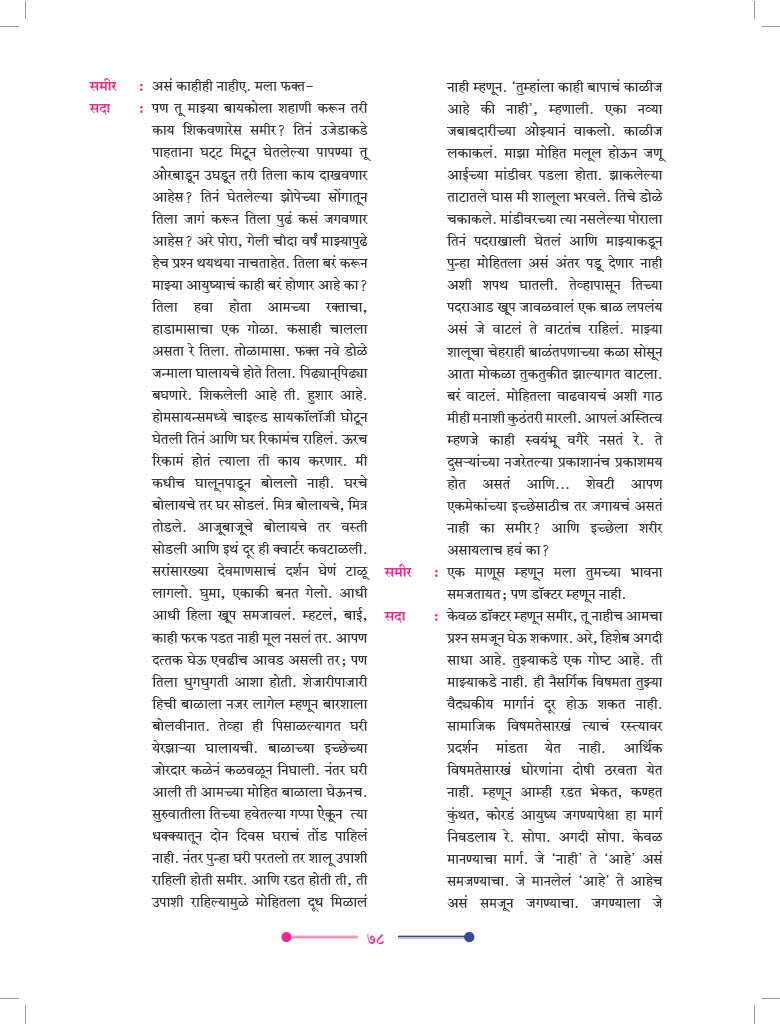 समीर : असं काहीही नाहीए. मला फक्त–
सदा : पण तू माझ्या बायकोला शहाणी करून तरी
काय शिकवणारेस समीर? तिनं उजेडाकडे
पाहताना घट्ट मिटून घेतलेल्या पापण्या तू
ओरबाडून उघडून तरी तिला काय दाखवणार
आहेस? तिनं घेतलेल्या झोपेच्या सोंगातून
तिला जागं करून तिला पुढं कसं जगवणार
आहेस? अरे पोरा, गेली चौदा वर्षं माझ्यापुढे
हेच प्रश्न थयथया नाचताहेत. तिला बरं करून
माझ्या आयुष्याचं काही बरं होणार आहे का?
तिला हवा होता आमच्या रक्ताचा,
हाडामासाचा एक गोळा. कसाही चालला
असता रे तिला. तोळामासा. फक्त नवे डोळे
जन्माला घालायचे होते तिला. पिढ्यान्‌पिढ्या
बघणारे. शिकलेली आहे ती. हुशार आहे.
होमसायन्समध्ये चाइल्ड सायकॉलॉजी घोटून
घेतली तिनं आणि घर रिकामंच राहिलं. ऊरच
रिकामं होतं त्याला ती काय करणार. मी
कधीच घालूनपाडून बोललो नाही. घरचे
बोलायचे तर घर सोडलं. मित्र बोलायचे, मित्र
तोडले. आजूबाजूचे बोलायचे तर वस्ती
सोडली आणि इथं दूर ही क्वार्टर कवटाळली.
सरांसारख्या देवमाणसाचं दर्शन घेणं टाळू
लागलो. घुमा, एकाकी बनत गेलो. आधी
आधी हिला खूप समजावलं. म्हटलं, बाई,
काही फरक पडत नाही मूल नसलं तर. आपण
दत्तक घेऊ एवढीच आवड असली तर; पण
तिला धुगधुगती आशा होती. शेजारीपाजारी
हिची बाळाला नजर लागेल म्हणून बारशाला
बोलवीनात. तेव्हा ही पिसाळल्यागत घरी
येरझाऱ्या घालायची. बाळाच्या इच्छेच्या
जोरदार कळेनं कळवळून निघाली. नंतर घरी
आली ती आमच्या मोहित बाळाला घेऊनच.
सुरुवातीला तिच्या हवेतल्या गप्पा ऐकून त्या
धक्क्यातून दोन दिवस घराचं तोंड पाहिलं
नाही. नंतर पुन्हा घरी परतलो तर शालू उपाशी
राहिली होती समीर. आणि रडत होती ती, ती
उपाशी राहिल्यामुळे मोहितला दूध मिळालं
नाही म्हणून. ‘तुम्हांला काही बापाचं काळीज
आहे की नाही’, म्हणाली. एका नव्या
जबाबदारीच्या ओझ्यानं वाकलो. काळीज
लकाकलं. माझा मोहित मलूल होऊन जणू
आईच्या मांडीवर पडला होता. झाकलेल्या
ताटातले घास मी शालूला भरवले. तिचे डोळे
चकाकले. मांडीवरच्या त्या नसलेल्या पोराला
तिनं पदराखाली घेतलं आणि माझ्याकडून
पुन्हा मोहितला असं अंतर पडू देणार नाही
अशी शपथ घातली. तेव्हापासून तिच्या
पदराआड खूप जावळवालं एक बाळ लपलंय
असं जे वाटलं ते वाटतंच राहिलं. माझ्या
शालूचा चेहराही बाळंतपणाच्या कळा सोसून
आता मोकळा तुकतुकीत झाल्यागत वाटला.
बरं वाटलं. मोहितला वाढवायचं अशी गाठ
मीही मनाशी कुठंतरी मारली. आपलं अस्तित्व
म्हणजे काही स्वयंभू वगैरे नसतं रे. ते
दुसऱ्यांच्या नजरेतल्या प्रकाशानंच प्रकाशमय
होत असतं आणि... शेवटी आपण
एकमेकांच्या इच्छेसाठीच तर जगायचं असतं
नाही का समीर? आणि इच्छेला शरीर
असायलाच हवं का?
समीर : एक माणूस म्हणून मला तुमच्या भावना
समजतायत; पण डॉक्टर म्हणून नाही.
सदा : केवळ डॉक्टर म्हणून समीर, तू नाहीच आमचा
प्रश्न समजून घेऊ शकणार. अरे, हिशेब अगदी
साधा आहे. तुझ्याकडे एक गोष्ट आहे. ती
माझ्याकडे नाही. ही नैसर्गिक विषमता तुझ्या
वैद्यकीय मार्गानं दूर होऊ शकत नाही.
सामाजिक विषमतेसारखं त्याचं रस्त्यावर
प्रदर्शन मांडता येत नाही. आर्थिक
विषमतेसारखं धोरणांना दोषी ठरवता येत
नाही. म्हणून आम्ही रडत भेकत, कण्हत
कुंथत, कोरडं आयुष्य जगण्यापेक्षा हा मार्ग
निवडलाय रे. सोपा. अगदी सोपा. केवळ
मानण्याचा मार्ग. जे ‘नाही’ ते ‘आहे’ असं
समजण्याचा. जे मानलेलं ‘आहे’ ते आहेच
असं समजून जगण्याचा. जगण्याला जे
७८